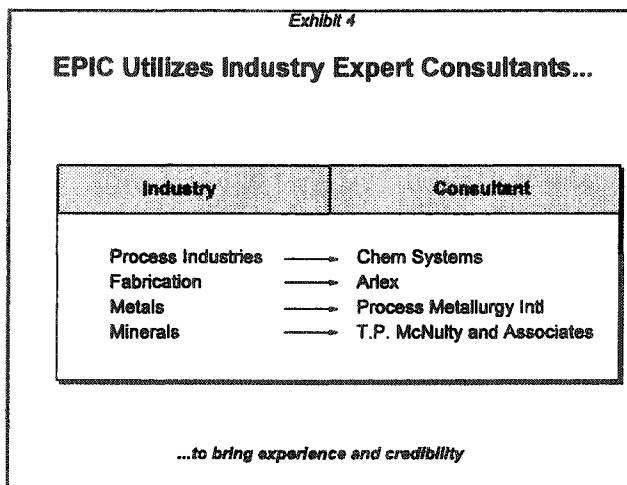 Exhibit 4
EPIC Utilizes Industry Expert Consultants...
Industry Consultant
Process Industries → Chem Systems
Fabrication → Arlex
Metals → Process Metallurgy Intl
Minerals → T.P. McNulty and Associates
...to bring experience and credibility